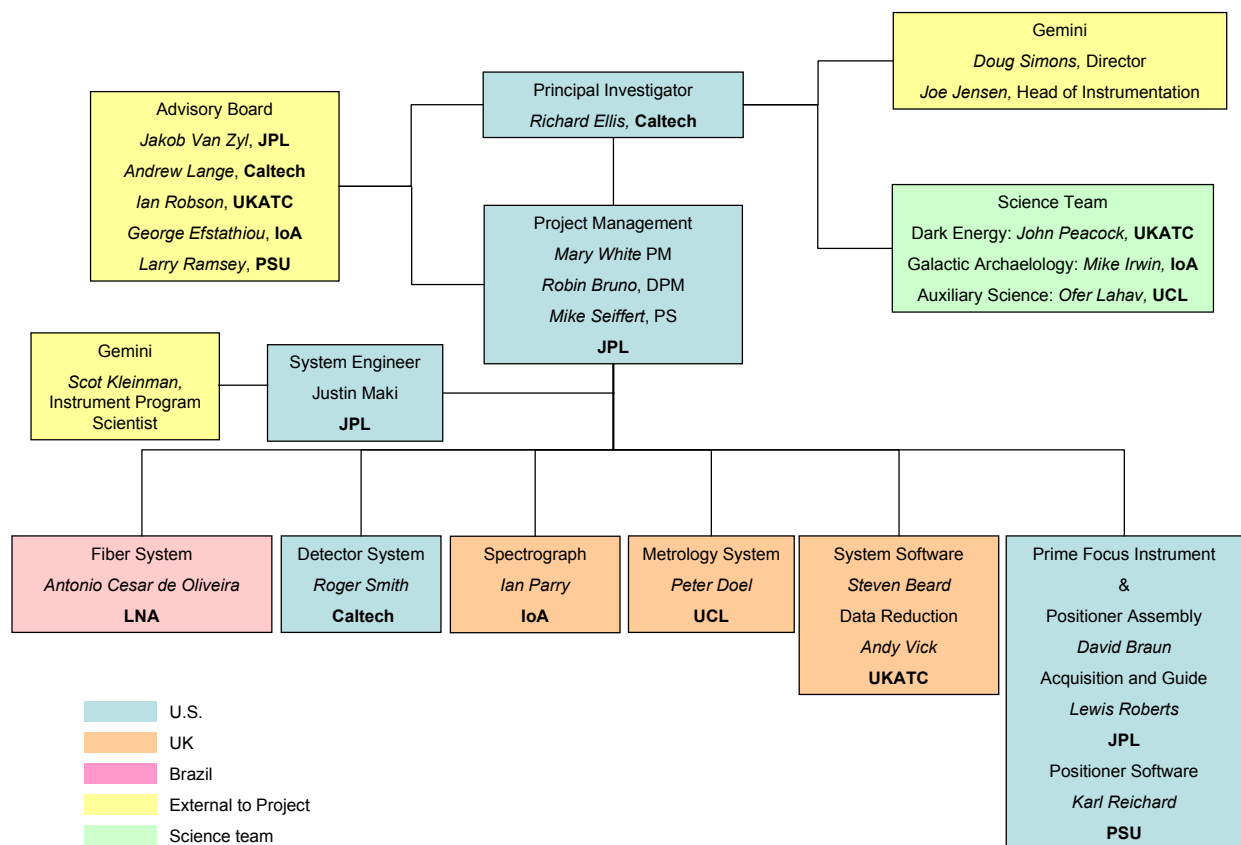 Gemini
Doug Simons, Director
Joe Jensen, Head of Instrumentation
Principal Investigator
Richard Ellis, Caltech
Advisory Board
Jakob Van Zyl, JPL
Andrew Lange, Caltech
Ian Robson, UKATC
George Efstathiou, IoA
Larry Ramsey, PSU
Project Management
Mary White PM
Robin Bruno, DPM
Mike Seiffert, PS
JPL
Science Team
Dark Energy: John Peacock, UKATC
Galactic Archaelology: Mike Irwin, IoA
Auxiliary Science: Ofer Lahav, UCL
Gemini
Scot Kleinman,
Instrument Program
Scientist
System Engineer
Justin Maki
JPL
Fiber System
Antonio Cesar de Oliveira
LNA
Detector System
Roger Smith
Caltech
Spectrograph
Ian Parry
IoA
Metrology System
Peter Doel
UCL
System Software
Steven Beard
Data Reduction
Andy Vick
UKATC
Prime Focus Instrument
&
Positioner Assembly
David Braun
Acquisition and Guide
Lewis Roberts
JPL
Positioner Software
Karl Reichard
PSU
U.S.
UK
Brazil
External to Project
Science team